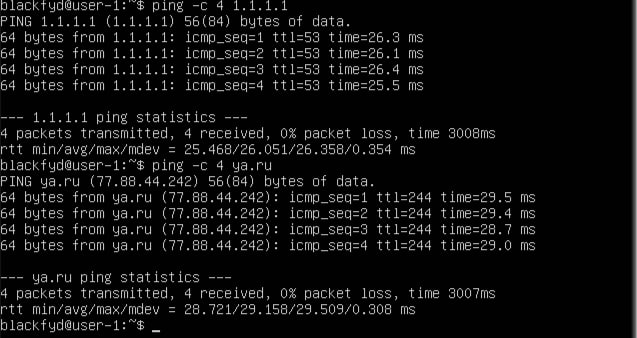 blackfyd@user-1:~$ ping -c 4 1.1.1.1
PING 1.1.1.1 (1.1.1.1) 56(84) bytes of data.
64 bytes from 1.1.1.1: icmp_seq=1 ttl=53 time=26.3 ms
64 bytes from 1.1.1.1: icmp_seq=2 ttl=53 time=26.1 ms
64 bytes from 1.1.1.1: icmp_seq=3 ttl=53 time=26.4 ms
64 bytes from 1.1.1.1: icmp_seq=4 ttl=53 time=25.5 ms

--- 1.1.1.1 ping statistics ---
4 packets transmitted, 4 received, 0% packet loss, time 3008ms
rtt min/avg/max/mdev = 25.468/26.051/26.358/0.354 ms
blackfyd@user-1:~$ ping -c 4 ya.ru
PING ya.ru (77.88.44.242) 56(84) bytes of data.
64 bytes from ya.ru (77.88.44.242): icmp_seq=1 ttl=244 time=29.5 ms
64 bytes from ya.ru (77.88.44.242): icmp_seq=2 ttl=244 time=29.4 ms
64 bytes from ya.ru (77.88.44.242): icmp_seq=3 ttl=244 time=28.7 ms
64 bytes from ya.ru (77.88.44.242): icmp_seq=4 ttl=244 time=29.0 ms

--- ya.ru ping statistics ---
4 packets transmitted, 4 received, 0% packet loss, time 3007ms
rtt min/avg/max/mdev = 28.721/29.158/29.509/0.308 ms
blackfyd@user-1:~$ _